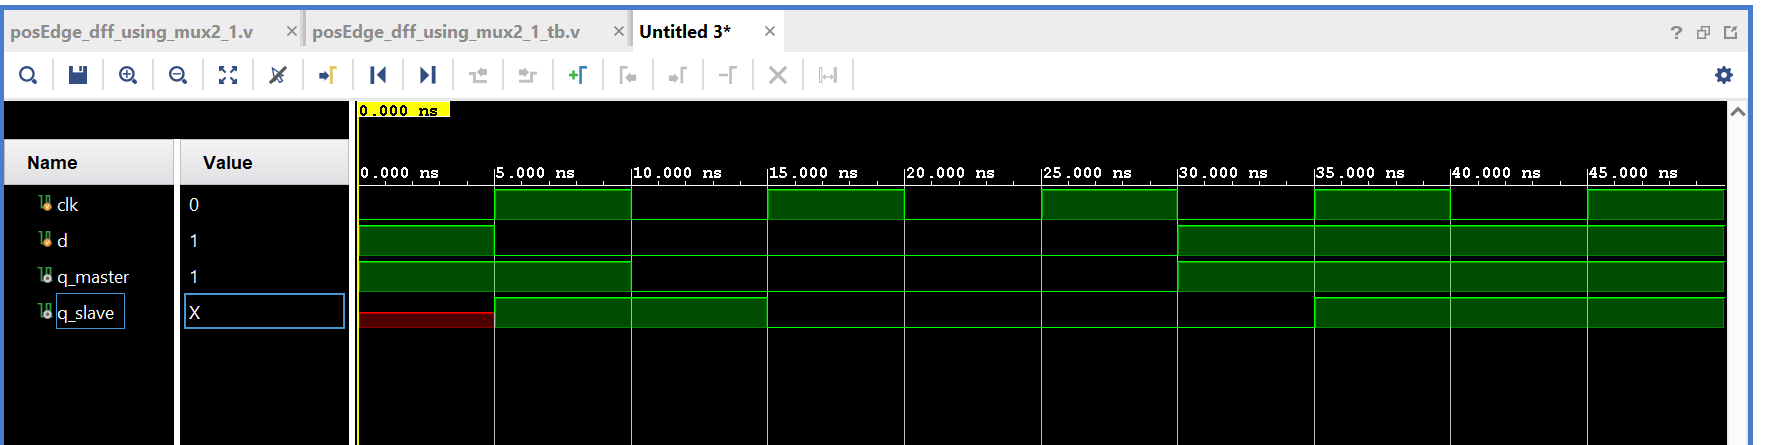 posEdge_dff_using_mux2_1.v × posEdge_dff_using_mux2_1_tb.v × Untitled 3* ×
?
0.000 ns
Name Value
0.000 ns 5.000 ns 10.000 ns 15.000 ns 20.000 ns 25.000 ns 30.000 ns 35.000 ns 40.000 ns 45.000 ns
clk 0
d 1
q_master 1
q_slave X